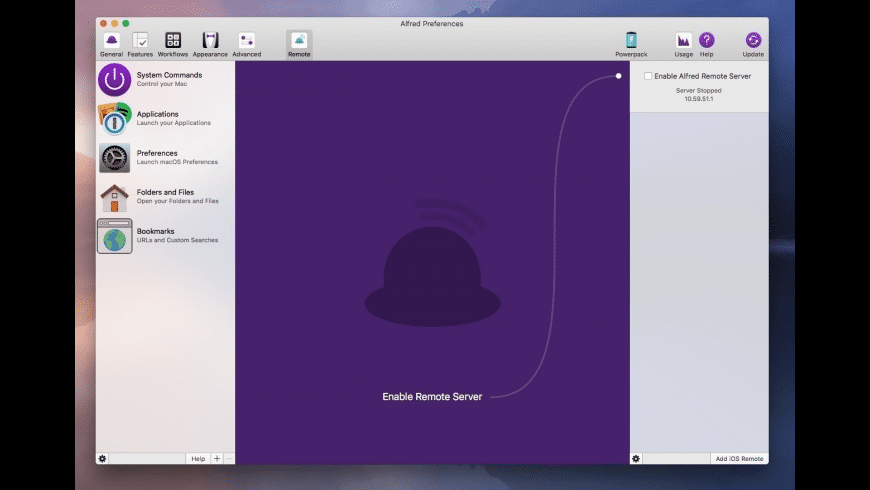 Alfred Preferences
General
Features
Workflows
Appearance
Advanced
Remote
Powerpack
Usage
Help
Update
System Commands
Control your Mac
Applications
Launch your Applications
Preferences
Launch macOS Preferences
Folders and Files
Open your Folders and Files
Bookmarks
URLs and Custom Searches
Enable Remote Server
Enable Alfred Remote Server
Server Stopped
10.59.51.1
Help
Add iOS Remote